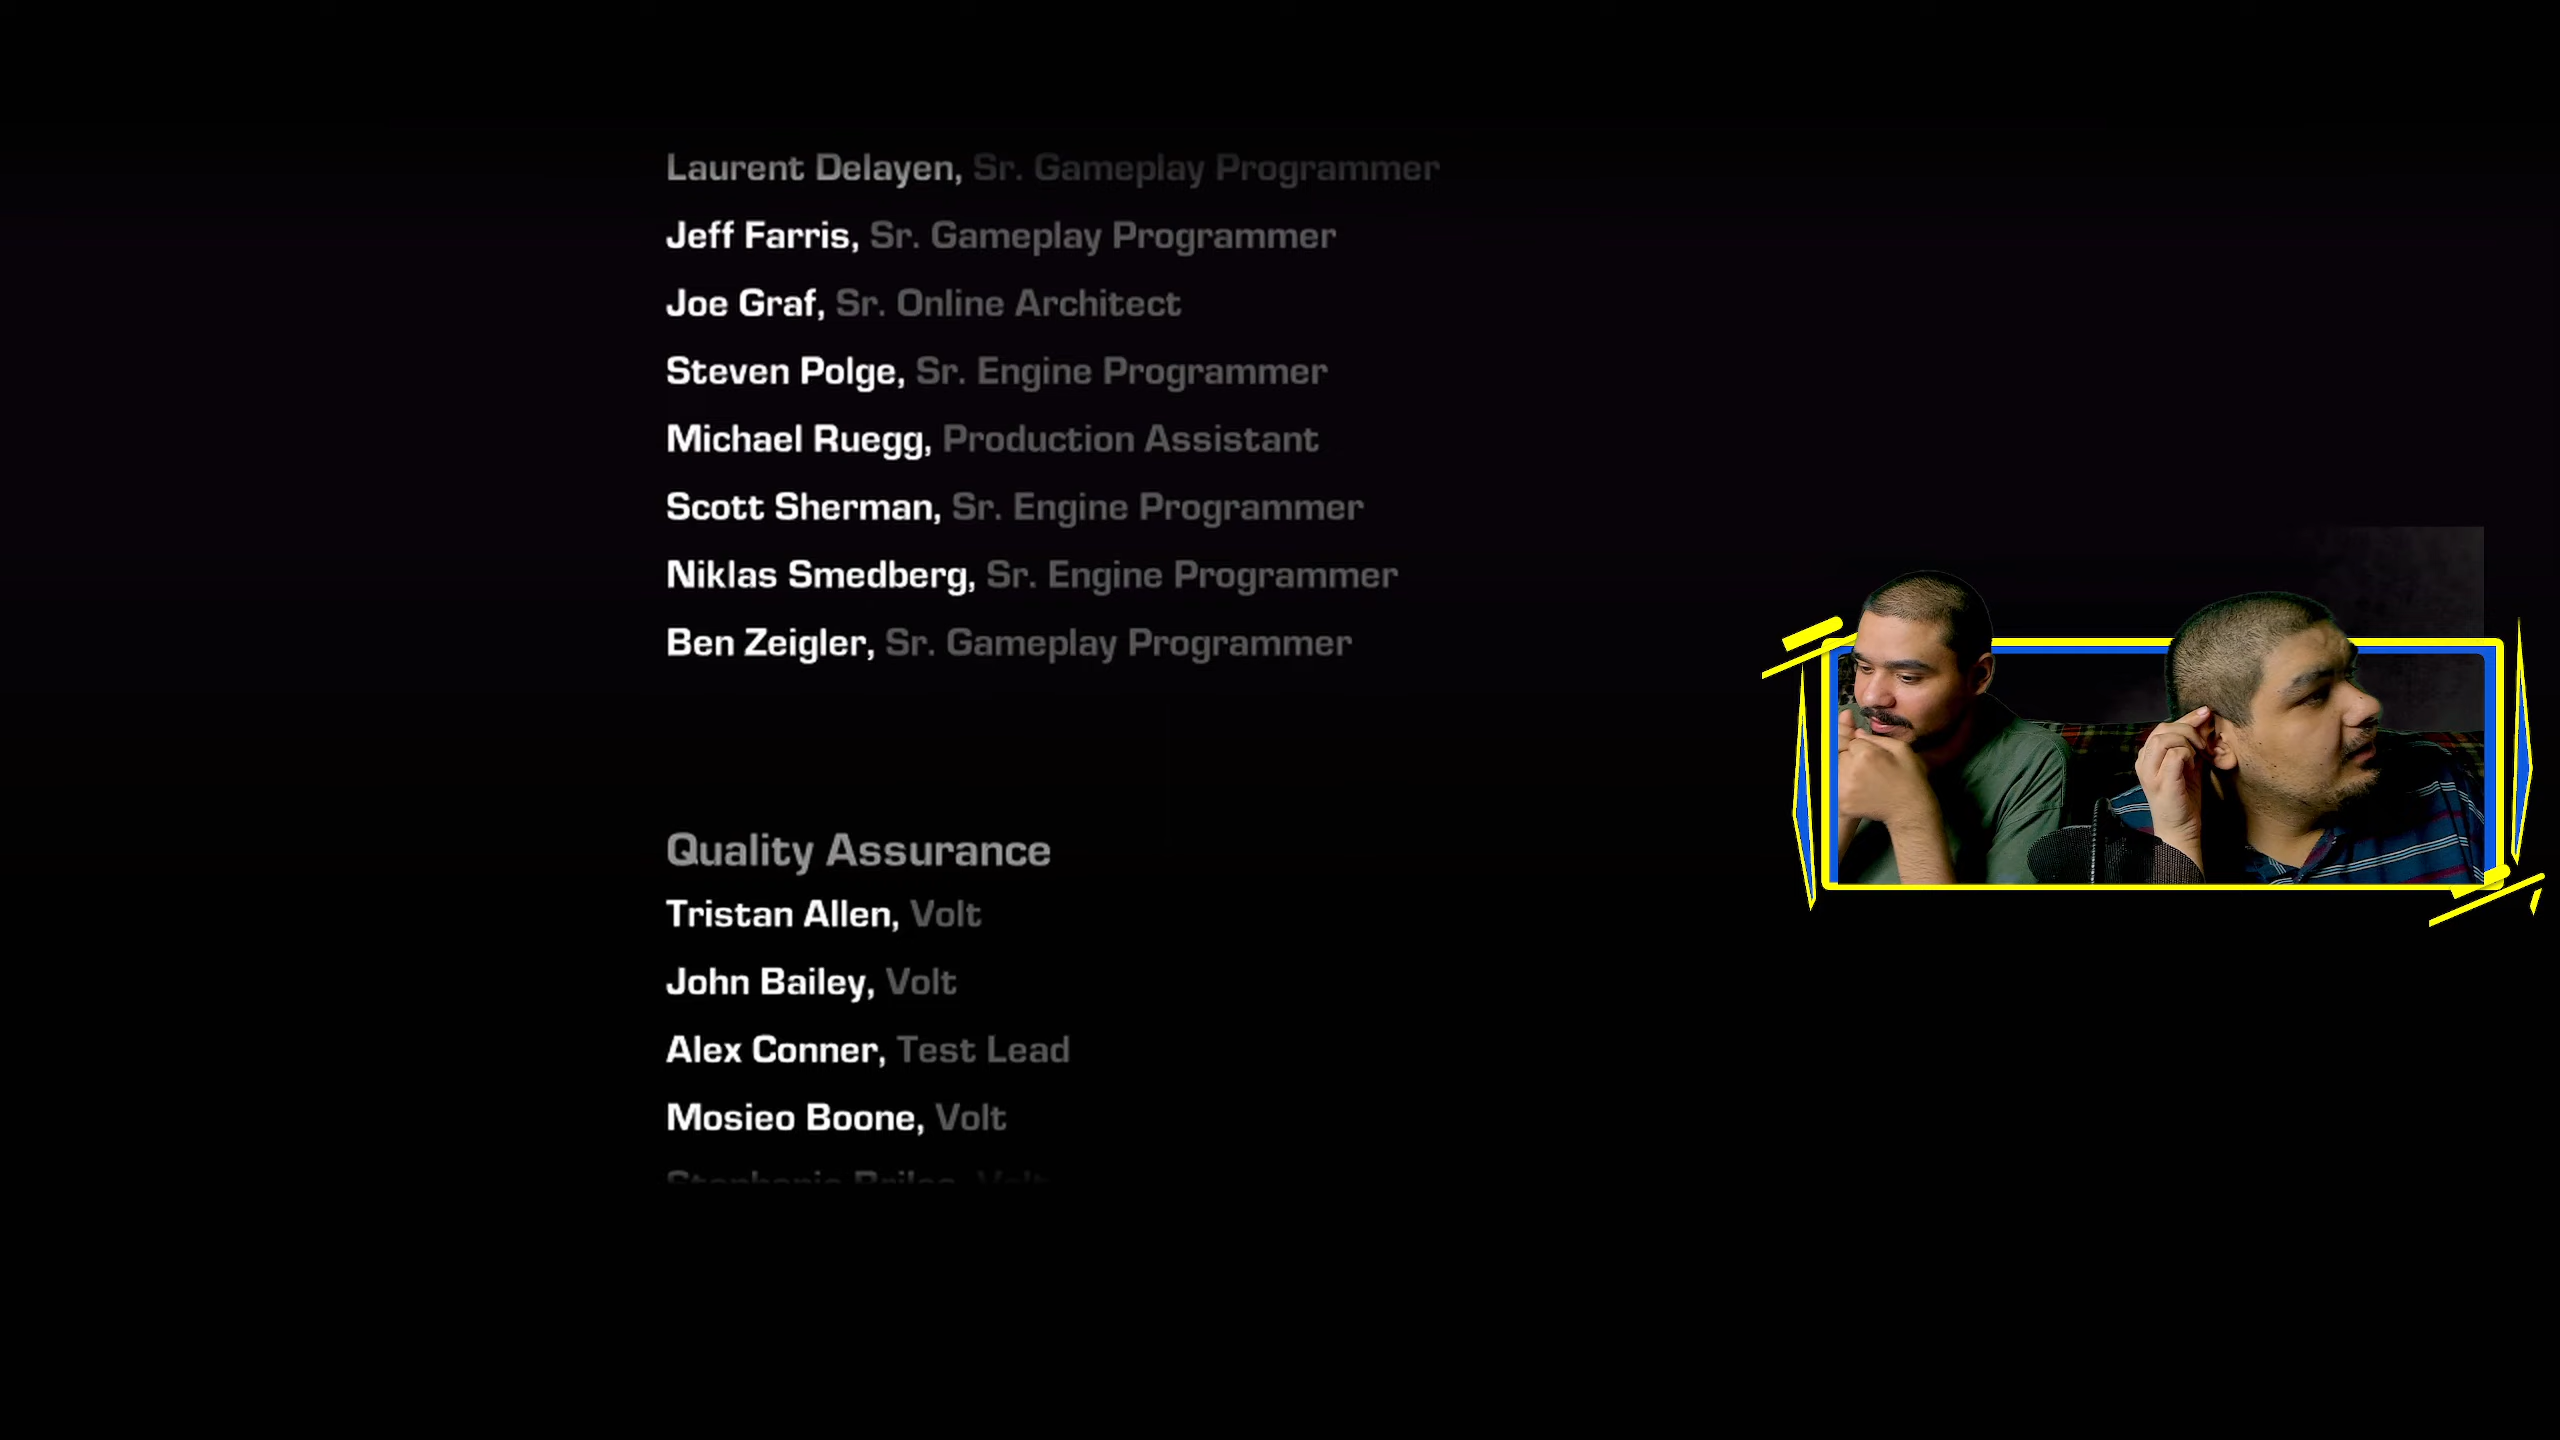 Laurent Delayen, Sr. Gameplay Programmer
Jeff Farris, Sr. Gameplay Programmer
Joe Graf, Sr. Online Architect
Steven Polge, Sr. Engine Programmer
Michael Ruegg, Production Assistant
Scott Sherman, Sr. Engine Programmer
Niklas Smedberg, Sr. Engine Programmer
Ben Zeigler, Sr. Gameplay Programmer
Quality Assurance
Tristan Allen, Volt
John Bailey, Volt
Alex Conner, Test Lead
Mosieo Boone, Volt